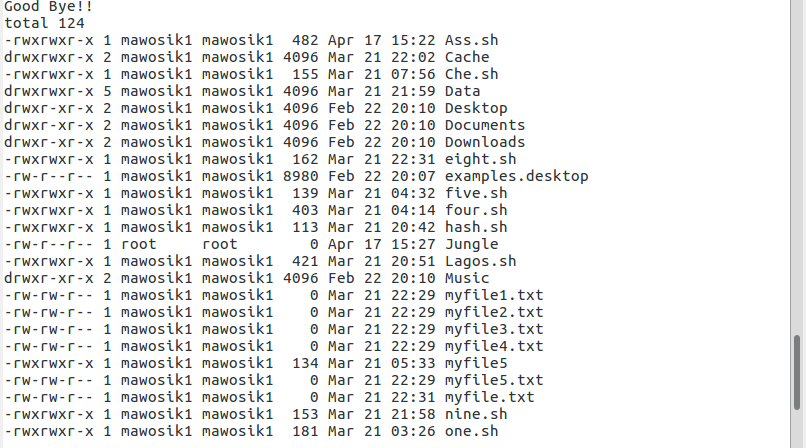 Good Bye!!
total 124
-rwxrwxr-x 1 mawosik1 mawosik1  482 Apr 17 15:22 Ass.sh
drwxrwxr-x 2 mawosik1 mawosik1 4096 Mar 21 22:02 Cache
-rwxrwxr-x 1 mawosik1 mawosik1  155 Mar 21 07:56 Che.sh
drwxrwxr-x 5 mawosik1 mawosik1 4096 Mar 21 21:59 Data
drwxr-xr-x 2 mawosik1 mawosik1 4096 Feb 22 20:10 Desktop
drwxr-xr-x 2 mawosik1 mawosik1 4096 Feb 22 20:10 Documents
drwxr-xr-x 2 mawosik1 mawosik1 4096 Feb 22 20:10 Downloads
-rwxrwxr-x 1 mawosik1 mawosik1  162 Mar 21 22:31 eight.sh
-rw-r--r-- 1 mawosik1 mawosik1 8980 Feb 22 20:07 examples.desktop
-rwxrwxr-x 1 mawosik1 mawosik1  139 Mar 21 04:32 five.sh
-rwxrwxr-x 1 mawosik1 mawosik1  403 Mar 21 04:14 four.sh
-rwxrwxr-x 1 mawosik1 mawosik1  113 Mar 21 20:42 hash.sh
-rw-r--r-- 1 root     root        0 Apr 17 15:27 Jungle
-rwxrwxr-x 1 mawosik1 mawosik1  421 Mar 21 20:51 Lagos.sh
drwxr-xr-x 2 mawosik1 mawosik1 4096 Feb 22 20:10 Music
-rw-rw-r-- 1 mawosik1 mawosik1    0 Mar 21 22:29 myfile1.txt
-rw-rw-r-- 1 mawosik1 mawosik1    0 Mar 21 22:29 myfile2.txt
-rw-rw-r-- 1 mawosik1 mawosik1    0 Mar 21 22:29 myfile3.txt
-rw-rw-r-- 1 mawosik1 mawosik1    0 Mar 21 22:29 myfile4.txt
-rwxrwxr-x 1 mawosik1 mawosik1  134 Mar 21 05:33 myfile5
-rw-rw-r-- 1 mawosik1 mawosik1    0 Mar 21 22:29 myfile5.txt
-rw-rw-r-- 1 mawosik1 mawosik1    0 Mar 21 22:31 myfile.txt
-rwxrwxr-x 1 mawosik1 mawosik1  153 Mar 21 21:58 nine.sh
-rwxrwxr-x 1 mawosik1 mawosik1  181 Mar 21 03:26 one.sh